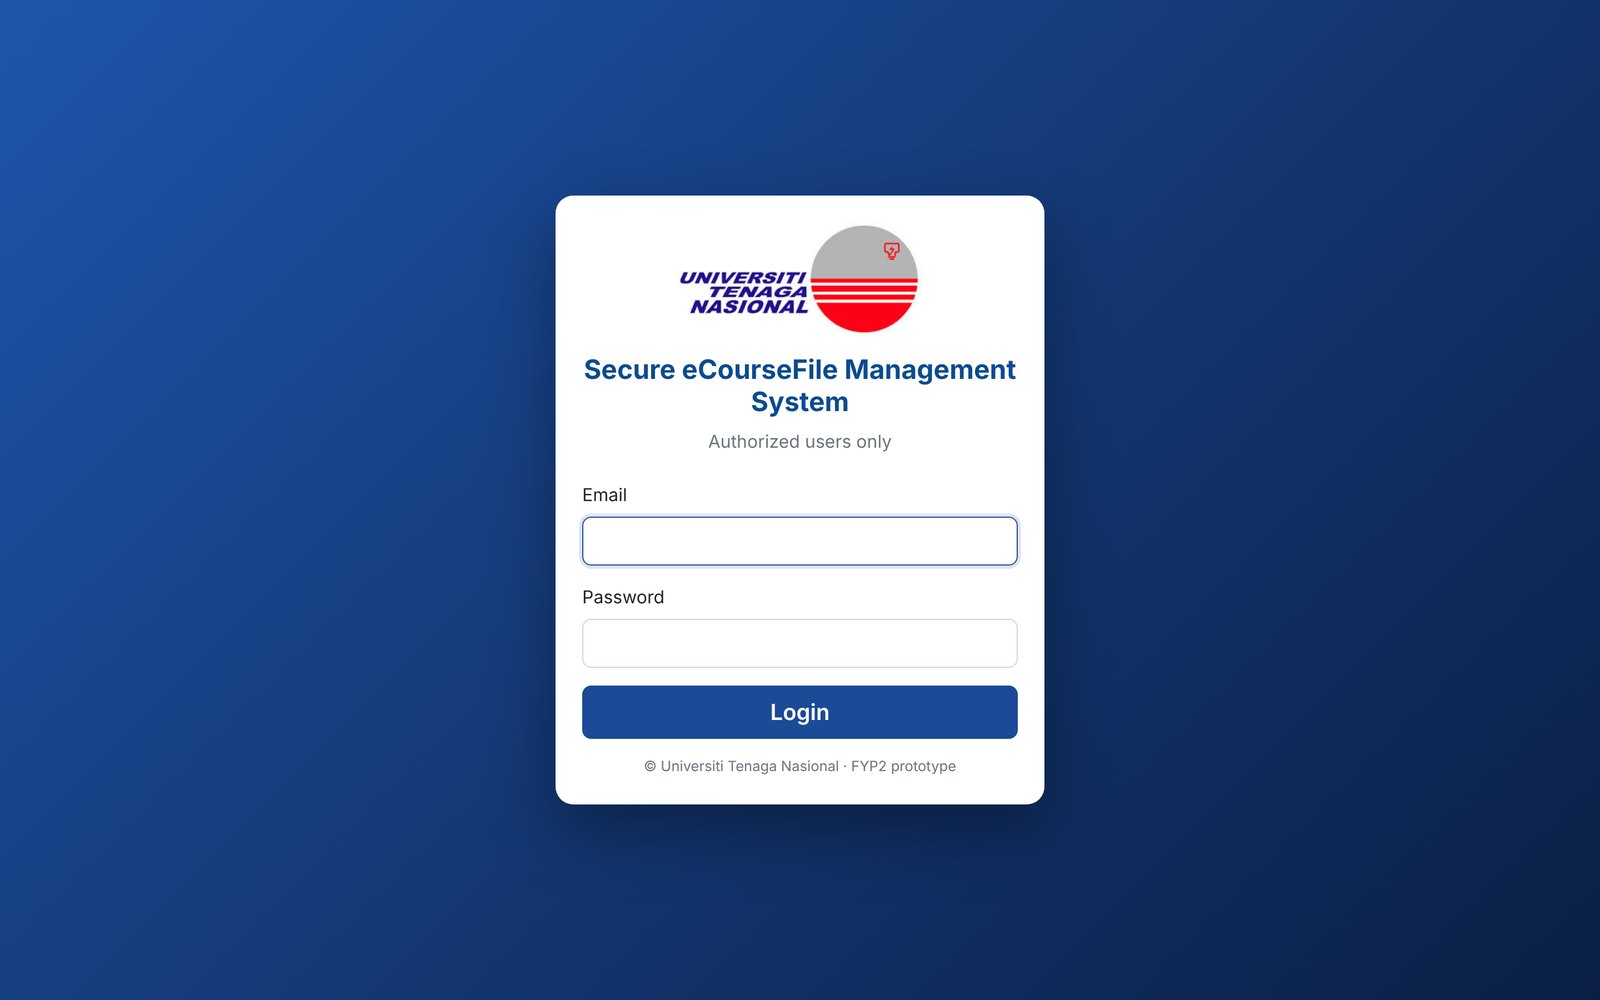 UNIVERSITI
TENAGA
NASIONAL
Secure eCourseFile Management
System
Authorized users only
Email
Password
Login
© Universiti Tenaga Nasional · FYP2 prototype